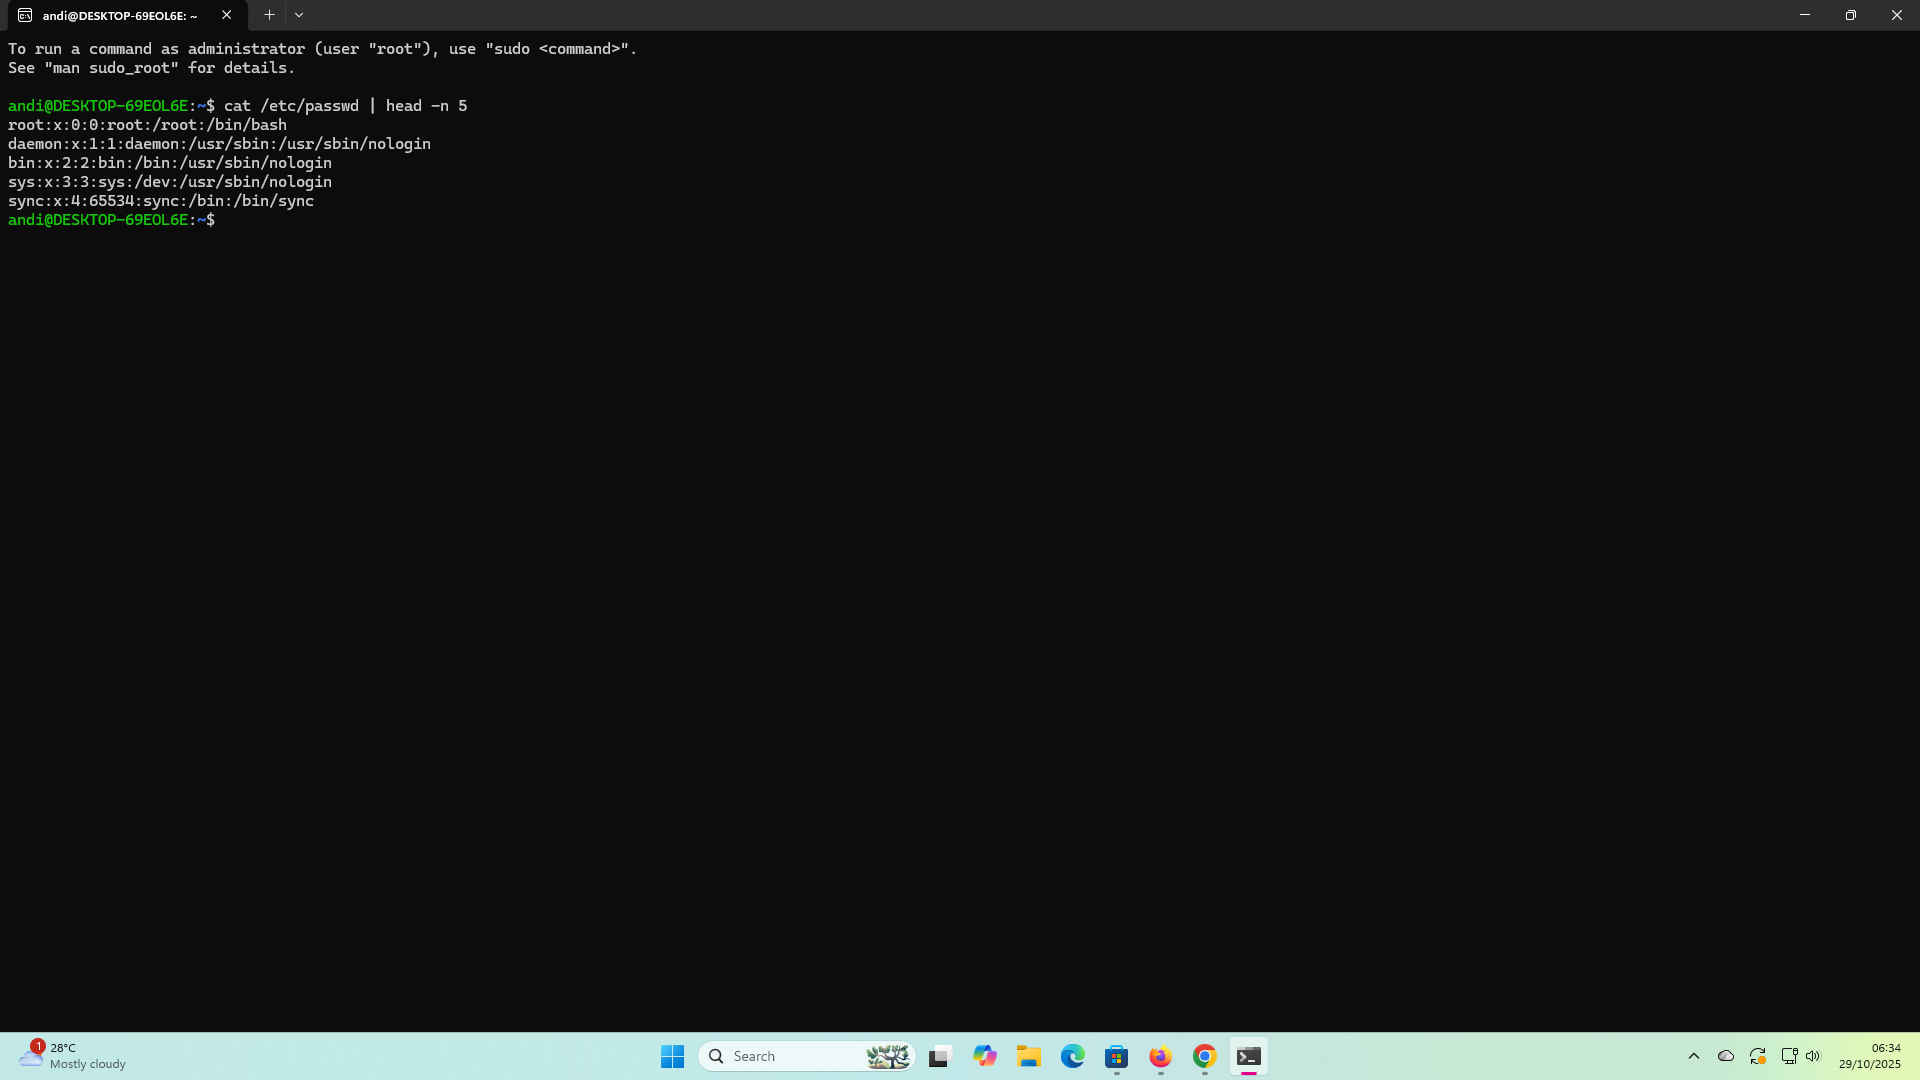 andi@DESKTOP-69EOL6E: ~
To run a command as administrator (user "root"), use "sudo <command>".
See "man sudo_root" for details.
andi@DESKTOP-69EOL6E:~$ cat /etc/passwd | head -n 5
root:x:0:0:root:/root:/bin/bash
daemon:x:1:1:daemon:/usr/sbin:/usr/sbin/nologin
bin:x:2:2:bin:/bin:/usr/sbin/nologin
sys:x:3:3:sys:/dev:/usr/sbin/nologin
sync:x:4:65534:sync:/bin:/bin/sync
andi@DESKTOP-69EOL6E:~$
1
28°C
Mostly cloudy
Search
06:34
29/10/2025